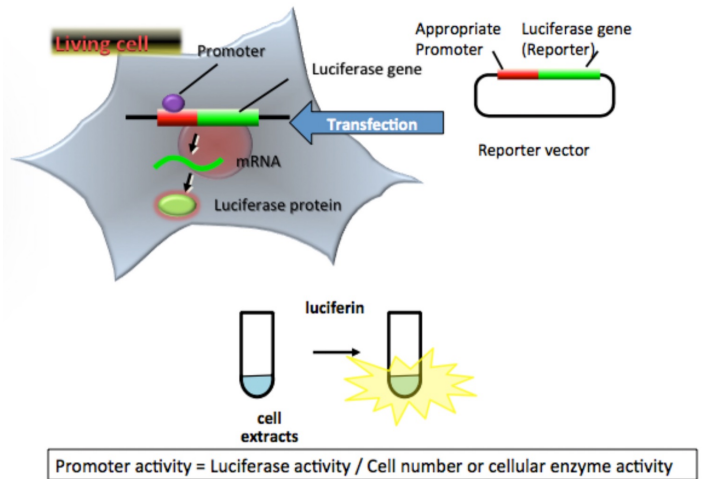 Living cell
Promoter
Luciferase gene
Transfection
mRNA
Luciferase protein
Appropriate
Promoter
Luciferase gene
(Reporter)
Reporter vector
luciferin
cell
extracts
Promoter activity = Luciferase activity / Cell number or cellular enzyme activity